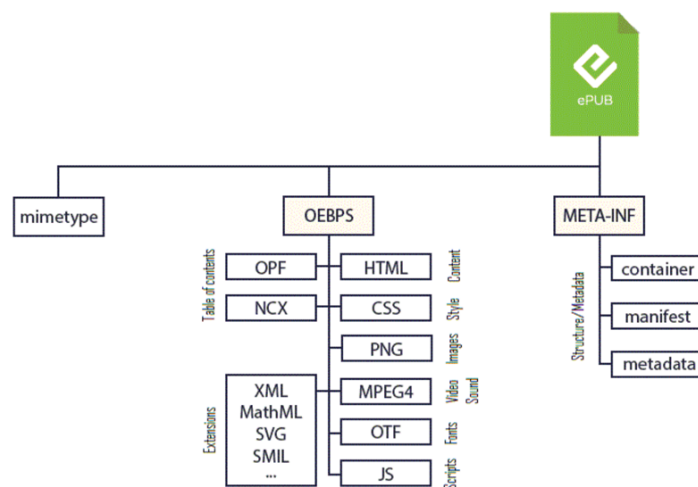 ePUB
mimetype
OEBPS
META-INF
Table of contents
OPF
HTML
Content
NCX
CSS
Style
PNG
Images
Extensions
XML
MathML
SVG
SMIL
...
MPEG4
Video
Sound
OTF
Fonts
JS
Scripts
Structure/Metadata
container
manifest
metadata